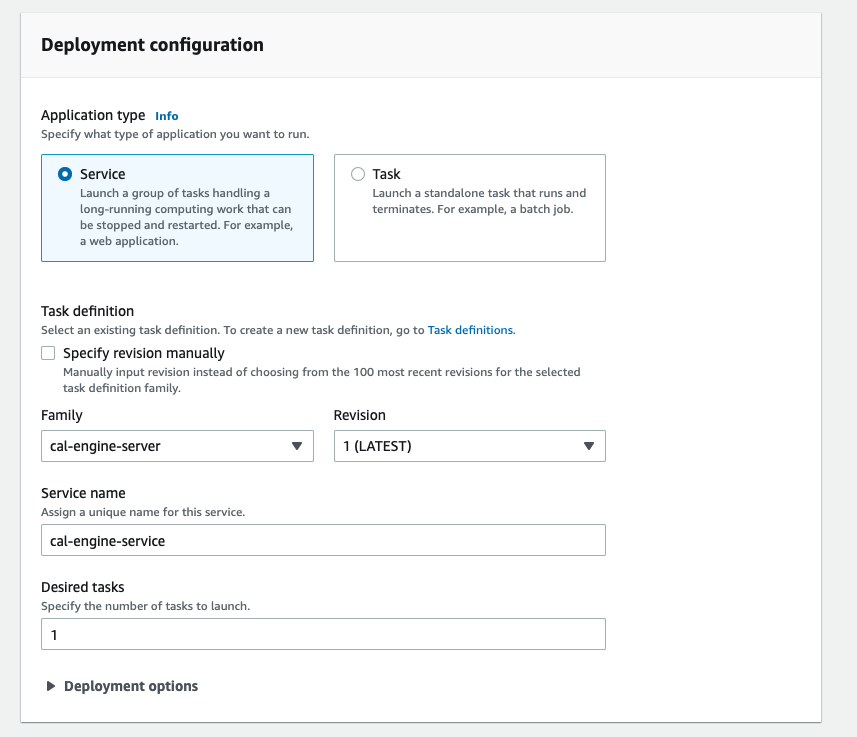 Deployment configuration
Application type Info
Specify what type of application you want to run.
Service
Launch a group of tasks handling a
long-running computing work that can
be stopped and restarted. For example,
a web application.
Task
Launch a standalone task that runs and
terminates. For example, a batch job.
Task definition
Select an existing task definition. To create a new task definition, go to Task definitions.
Specify revision manually
Manually input revision instead of choosing from the 100 most recent revisions for the selected
task definition family.
Family
cal-engine-server
Revision
1 (LATEST)
Service name
Assign a unique name for this service.
cal-engine-service
Desired tasks
Specify the number of tasks to launch.
1
Deployment options